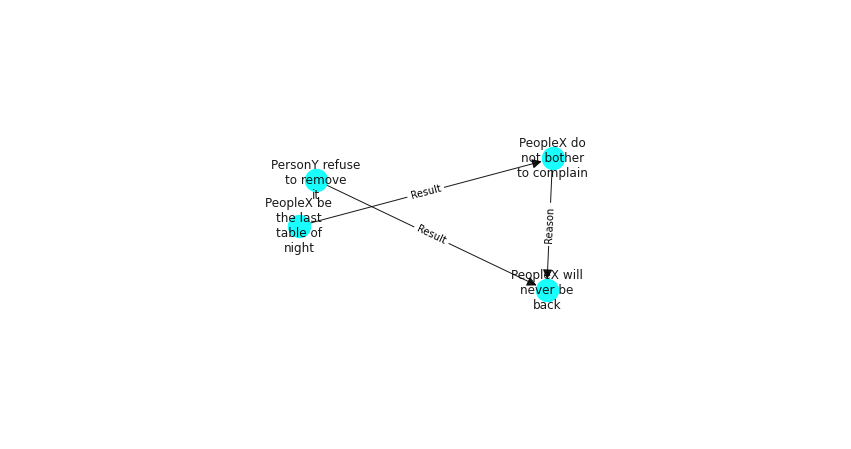 PeopleX do
not bother
to complain
PersonY refuse
to remove
it
Result
PeopleX be
the last
table of
night
Reason
Result
PeopleX will
never be
back